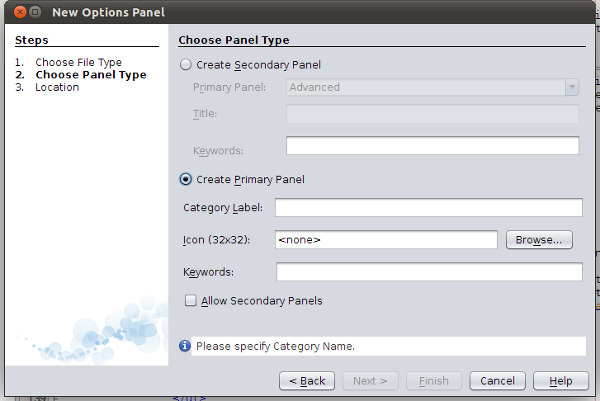 New Options Panel
Steps
1. Choose File Type
2. Choose Panel Type
3. Location
Choose Panel Type
Create Secondary Panel
Primary Panel: Advanced
Title:
Keywords:
Create Primary Panel
Category Label:
Icon (32x32): <none> Browse...
Keywords:
Allow Secondary Panels
Please specify Category Name.
< Back Next > Finish Cancel Help